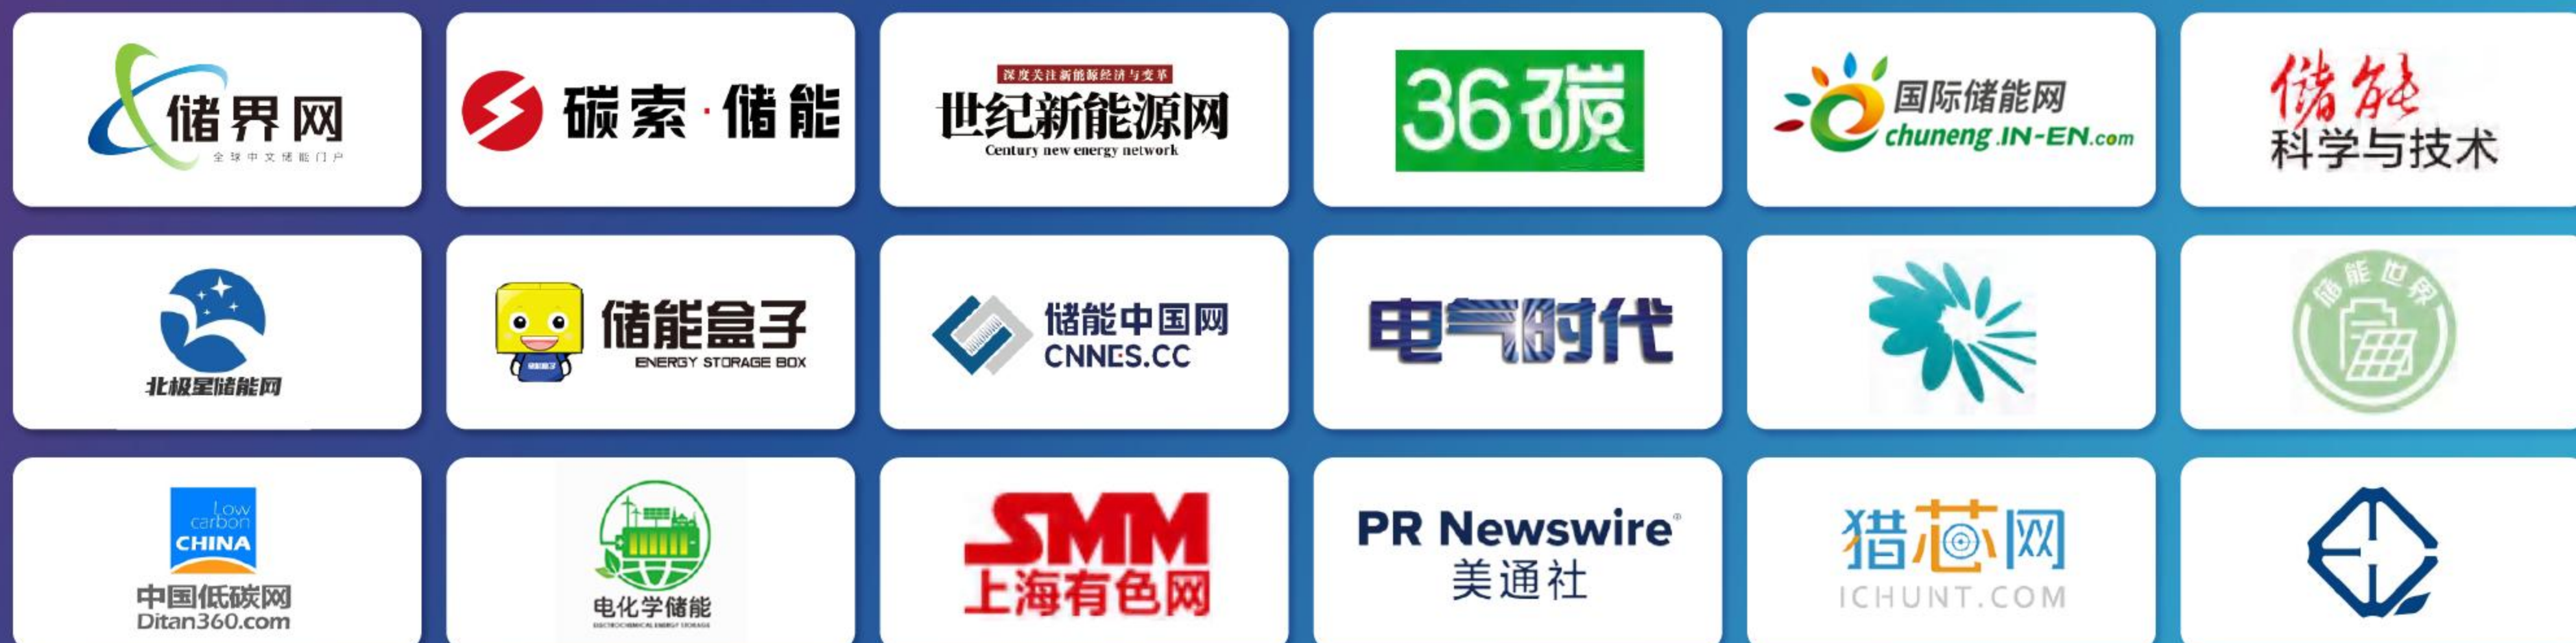 储界网
全球中文储能门户
碳索·储能
深度关注新能源经济与变革
世纪新能源网
Century new energy network
36碳
国际储能网
chuneng.IN-EN.com
储能
科学与技术
北极星储能网
储能盒子
ENERGY STORAGE BOX
储能中国网
CNNES.CC
电气时代
储能世界
Low
carbon
CHINA
中国低碳网
Ditan360.com
电化学储能
ELECTROCHEMICAL ENERGY STORAGE
SMM
上海有色网
PR Newswire®
美通社
猎芯网
ICHUNT.COM